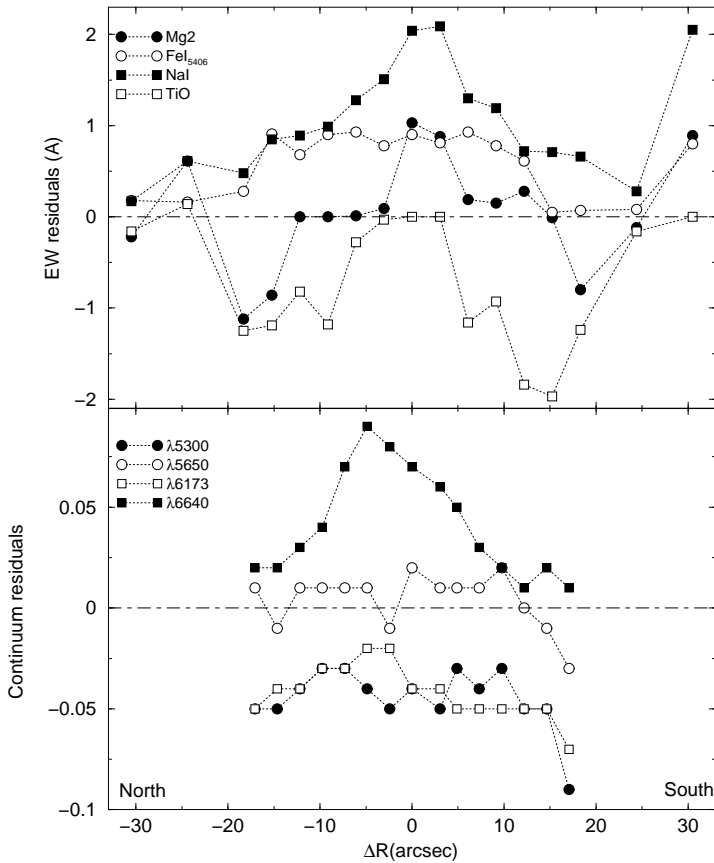 2
1
0
−1
−2
EW residuals (A)
Mg2
FeI5406
NaI
TiO
0.05
0
−0.05
−0.1
Continuum residuals
λ5300
λ5650
λ6173
λ6640
North
South
−30 −20 −10 0 10 20 30
ΔR(arcsec)